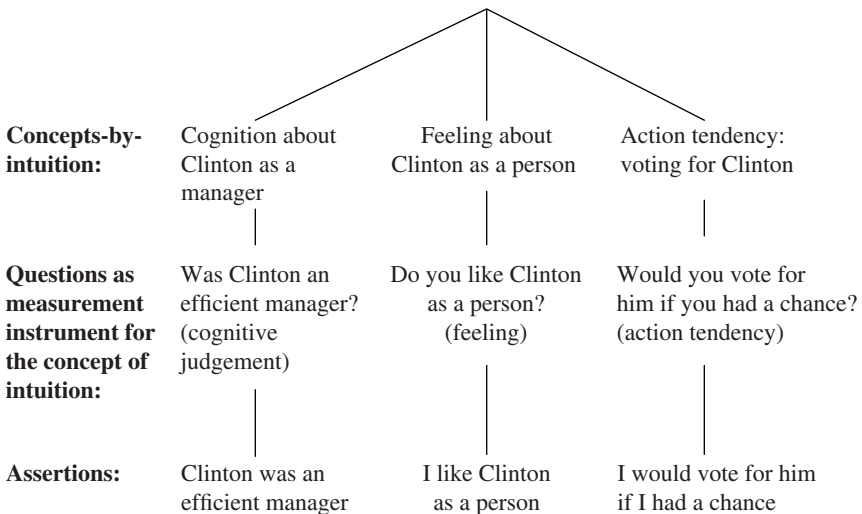 Concepts-by-intuition:
Cognition about
Clinton as a
manager
Feeling about
Clinton as a person
Action tendency:
voting for Clinton
Questions as
measurement
instrument for
the concept of
intuition:
Was Clinton an
efficient manager?
(cognitive
judgement)
Do you like Clinton
as a person?
(feeling)
Would you vote for
him if you had a chance?
(action tendency)
Assertions:
Clinton was an
efficient manager
I like Clinton
as a person
I would vote for him
if I had a chance